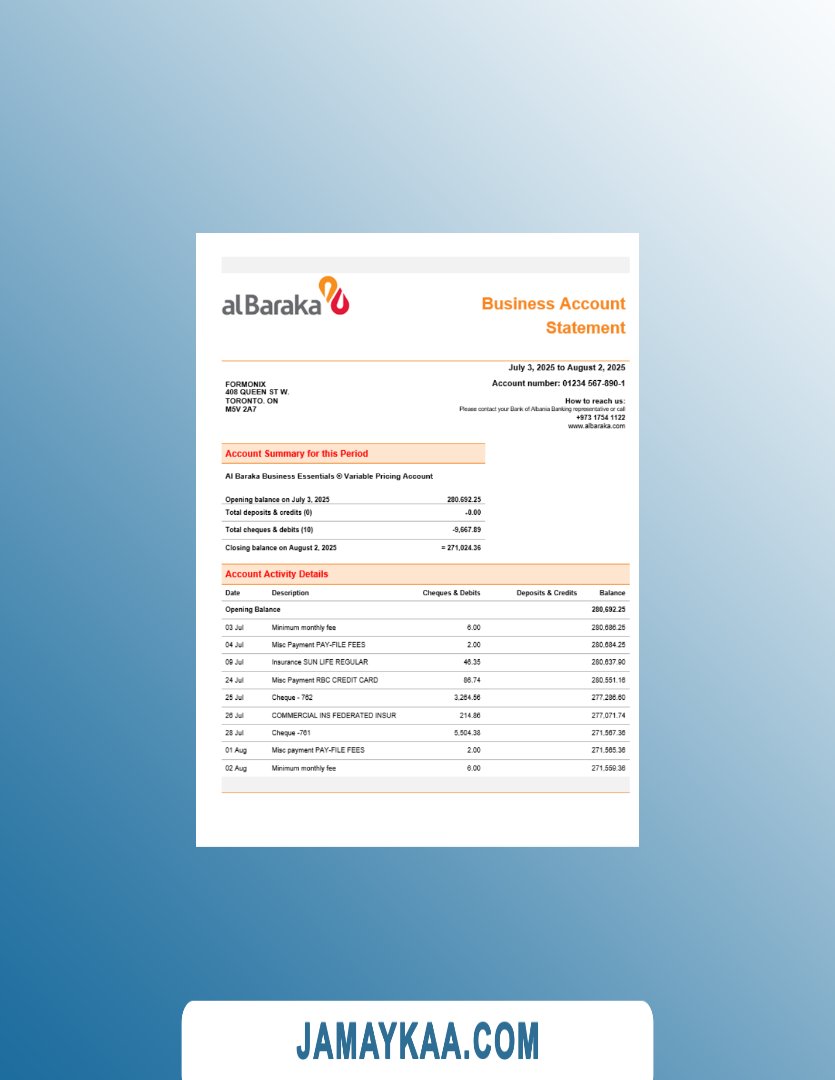 al Baraka
Business Account
Statement
July 3, 2025 to August 2, 2025
Account number: 01234 567-890-1
FORMONIX
408 QUEEN ST W.
TORONTO. ON
M5V 2A7
How to reach us:
Please contact your Bank of Albania Banking representative or call
+973 1754 1122
www.albaraka.com
Account Summary for this Period
Al Baraka Business Essentials ® Variable Pricing Account
Opening balance on July 3, 2025 280.692.25
Total deposits & credits (0) -0.00
Total cheques & debits (10) -9,667.89
Closing balance on August 2, 2025 = 271,024.36
Account Activity Details
Date Description Cheques & Debits Deposits & Credits Balance
Opening Balance 280,692.25
03 Jul Minimum monthly fee 6.00 280,686.25
04 Jul Misc Payment PAY-FILE FEES 2.00 280,684.25
09 Jul Insurance SUN LIFE REGULAR 46.35 280,637.90
24 Jul Misc Payment RBC CREDIT CARD 86.74 280,551.16
25 Jul Cheque - 762 3,264.56 277,286.60
26 Jul COMMERCIAL INS FEDERATED INSUR 214.86 277,071.74
28 Jul Cheque -761 5,504.38 271,567.36
01 Aug Misc payment PAY-FILE FEES 2.00 271,565.36
02 Aug Minimum monthly fee 6.00 271,559.36
JAMAYKAA.COM